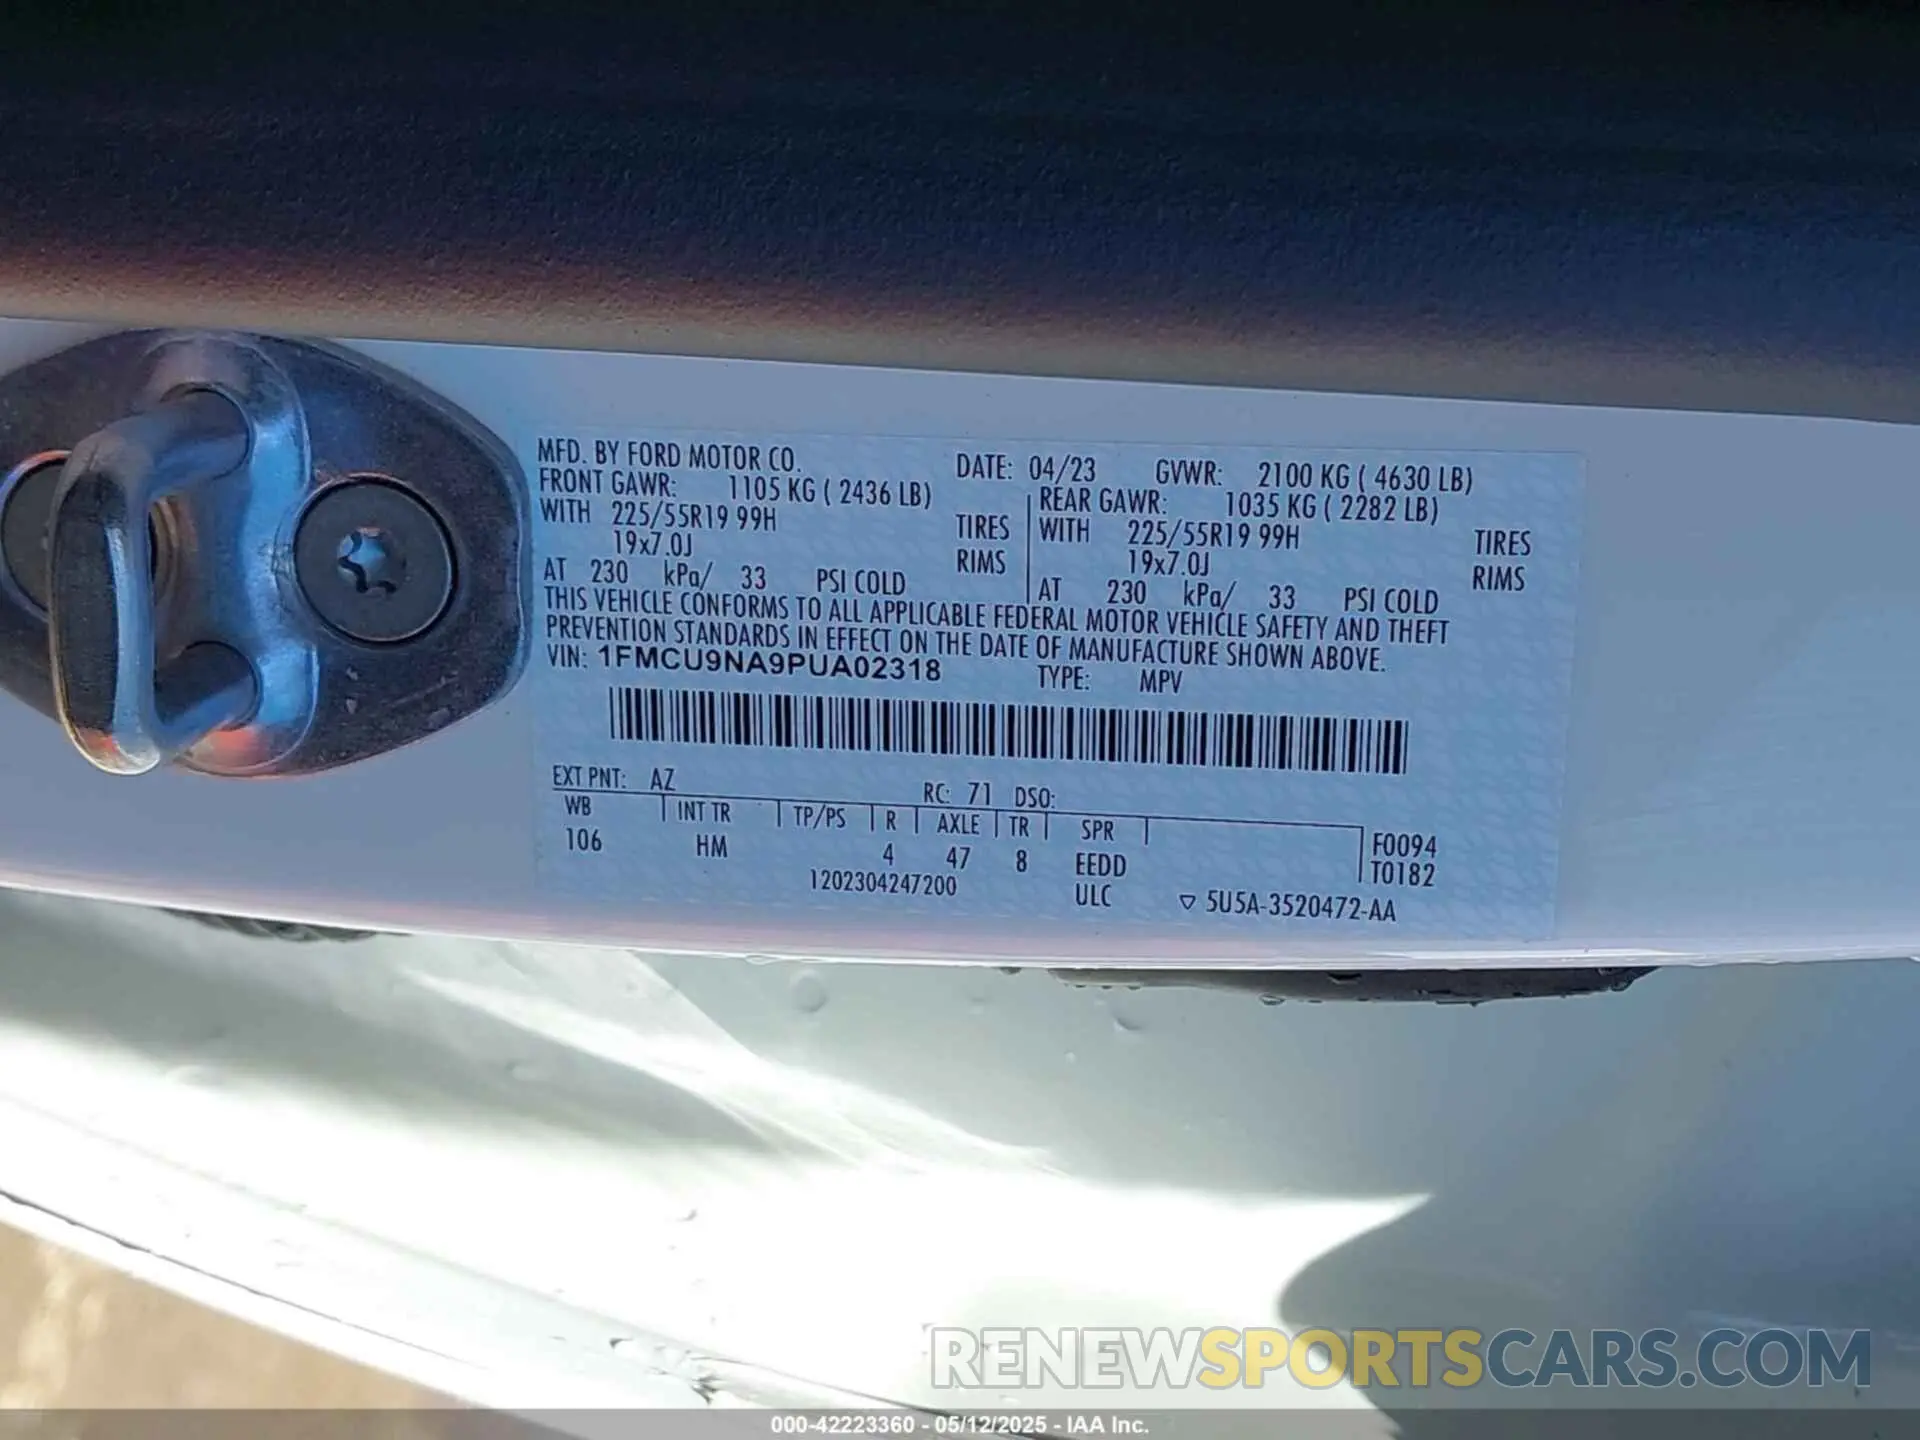 MFD. BY FORD MOTOR CO. DATE: 04/23 GVWR: 2100 KG ( 4630 LB)
FRONT GAWR: 1105 KG ( 2436 LB) REAR GAWR: 1035 KG ( 2282 LB)
WITH 225/55R19 99H TIRES WITH 225/55R19 99H TIRES
19x7.0J RIMS 19x7.0J RIMS
AT 230 kPa/ 33 PSI COLD AT 230 kPa/ 33 PSI COLD
THIS VEHICLE CONFORMS TO ALL APPLICABLE FEDERAL MOTOR VEHICLE SAFETY AND THEFT
PREVENTION STANDARDS IN EFFECT ON THE DATE OF MANUFACTURE SHOWN ABOVE.
VIN: 1FMCU9NA9PUA02318 TYPE: MPV
EXT PNT: AZ RC: 71 DSO:
WB INT TR TP/PS R AXLE TR SPR F0094
106 HM 4 47 8 EEDD T0182
1202304247200 ULC ▽ 5U5A-3520472-AA
RENEWSPORTSCARS.COM
000-42223360 - 05/12/2025 - IAA Inc.